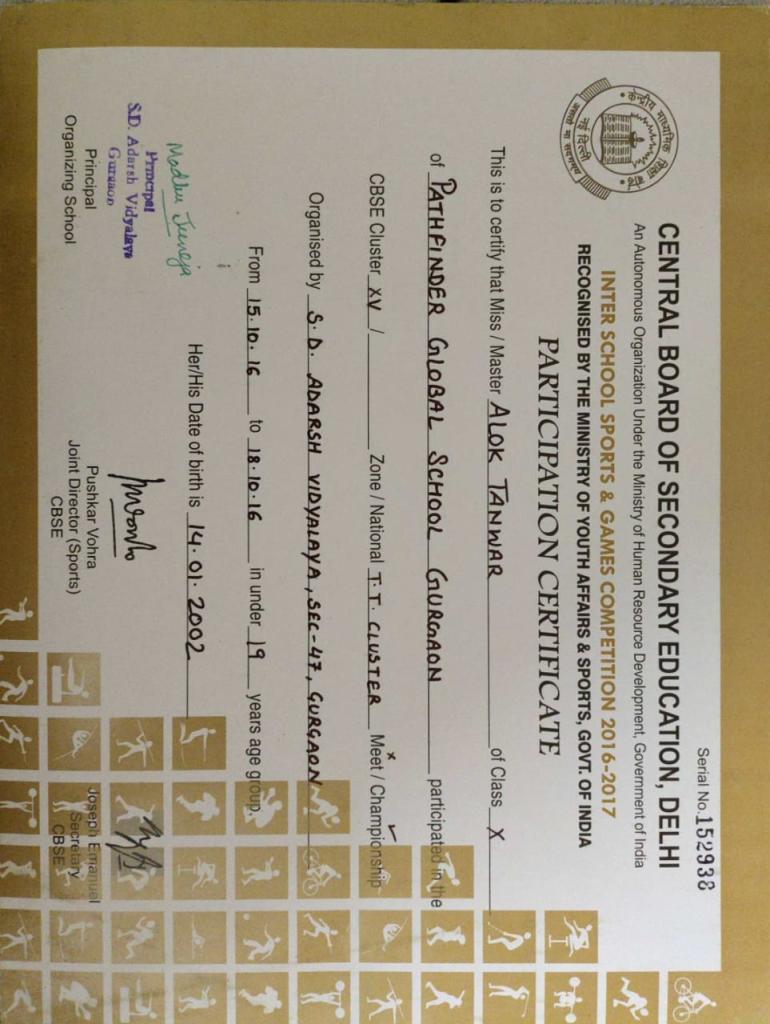 Serial No.152938
केन्द्रीय माध्यमिक शिक्षा
असतो मा सद्गमय
नई दिल्ली
CENTRAL BOARD OF SECONDARY EDUCATION, DELHI
An Autonomous Organization Under the Ministry of Human Resource Development, Government of India
INTER SCHOOL SPORTS & GAMES COMPETITION 2016-2017
RECOGNISED BY THE MINISTRY OF YOUTH AFFAIRS & SPORTS, GOVT. OF INDIA
PARTICIPATION CERTIFICATE
This is to certify that Miss / Master ALOK TANWAR of Class X
of PATHFINDER GLOBAL SCHOOL GURGAON participated in the
CBSE Cluster XV / Zone / National T.T. CLUSTER Meet / Championship
Organised by S.D. ADARSH VIDYALAYA, SEC-47, GURGAON
From 15.10.16 to 18.10.16 in under 19 years age group.
Her/His Date of birth is 14.01.2002
Madhu Juneja
Principal
S.D. Adarsh Vidyalaya
Gurgaon
Principal
Organizing School
Pushkar Vohra
Joint Director (Sports)
CBSE
Joseph Emanuel
Secretary
CBSE